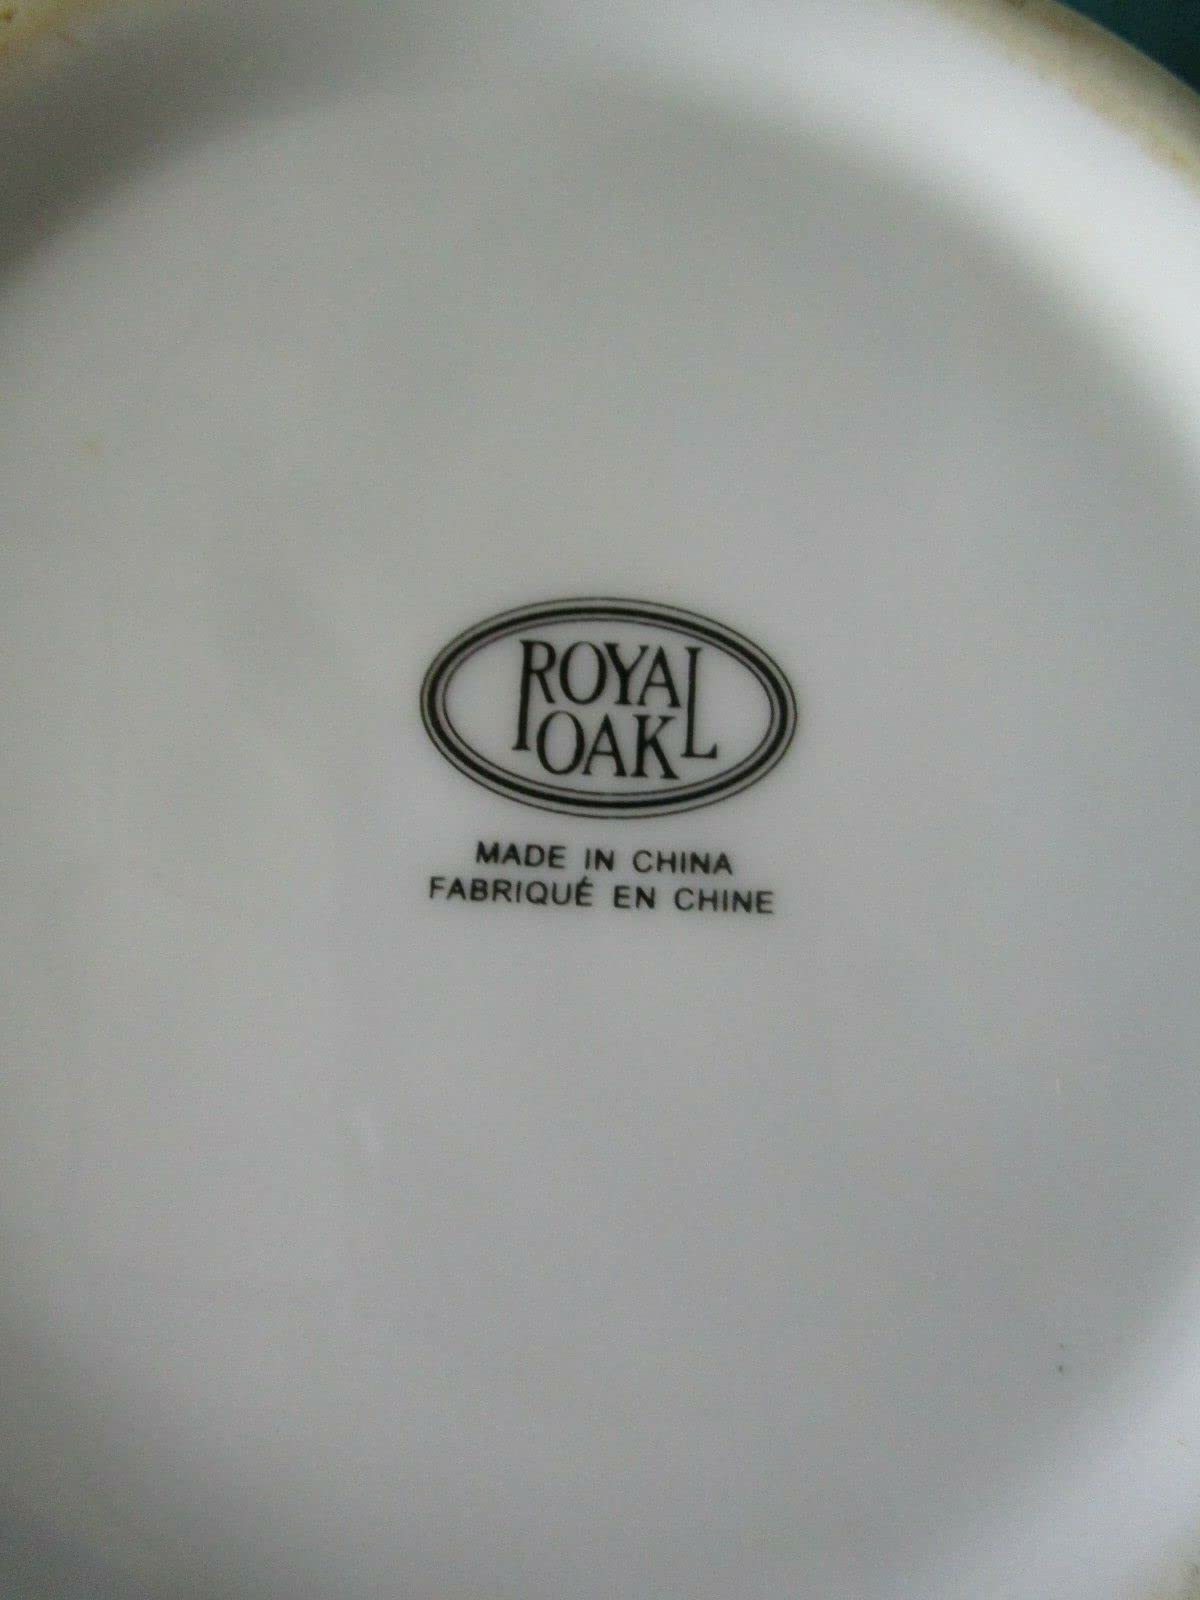 ROYAL
OAK
MADE IN CHINA
FABRIQUÉ EN CHINE